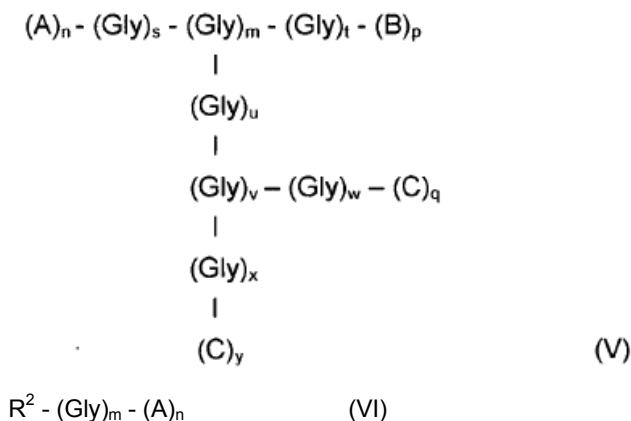 (A)n - (Gly)s - (Gly)m - (Gly)t - (B)p
|
(Gly)u
|
(Gly)v – (Gly)w – (C)q
|
(Gly)x
|
(C)y (V)
R2 - (Gly)m - (A)n (VI)